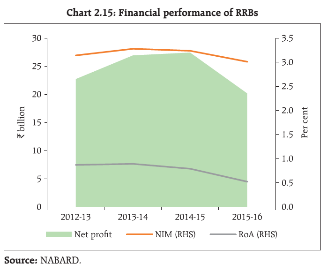 Chart 2.15: Financial performance of RRBs
30
25
20
15
10
5
0
₹ billion
3.5
3.0
2.5
2.0
1.5
1.0
0.5
0.0
Per cent
2012-13 2013-14 2014-15 2015-16
Net profit NIM (RHS) RoA (RHS)
Source: NABARD.